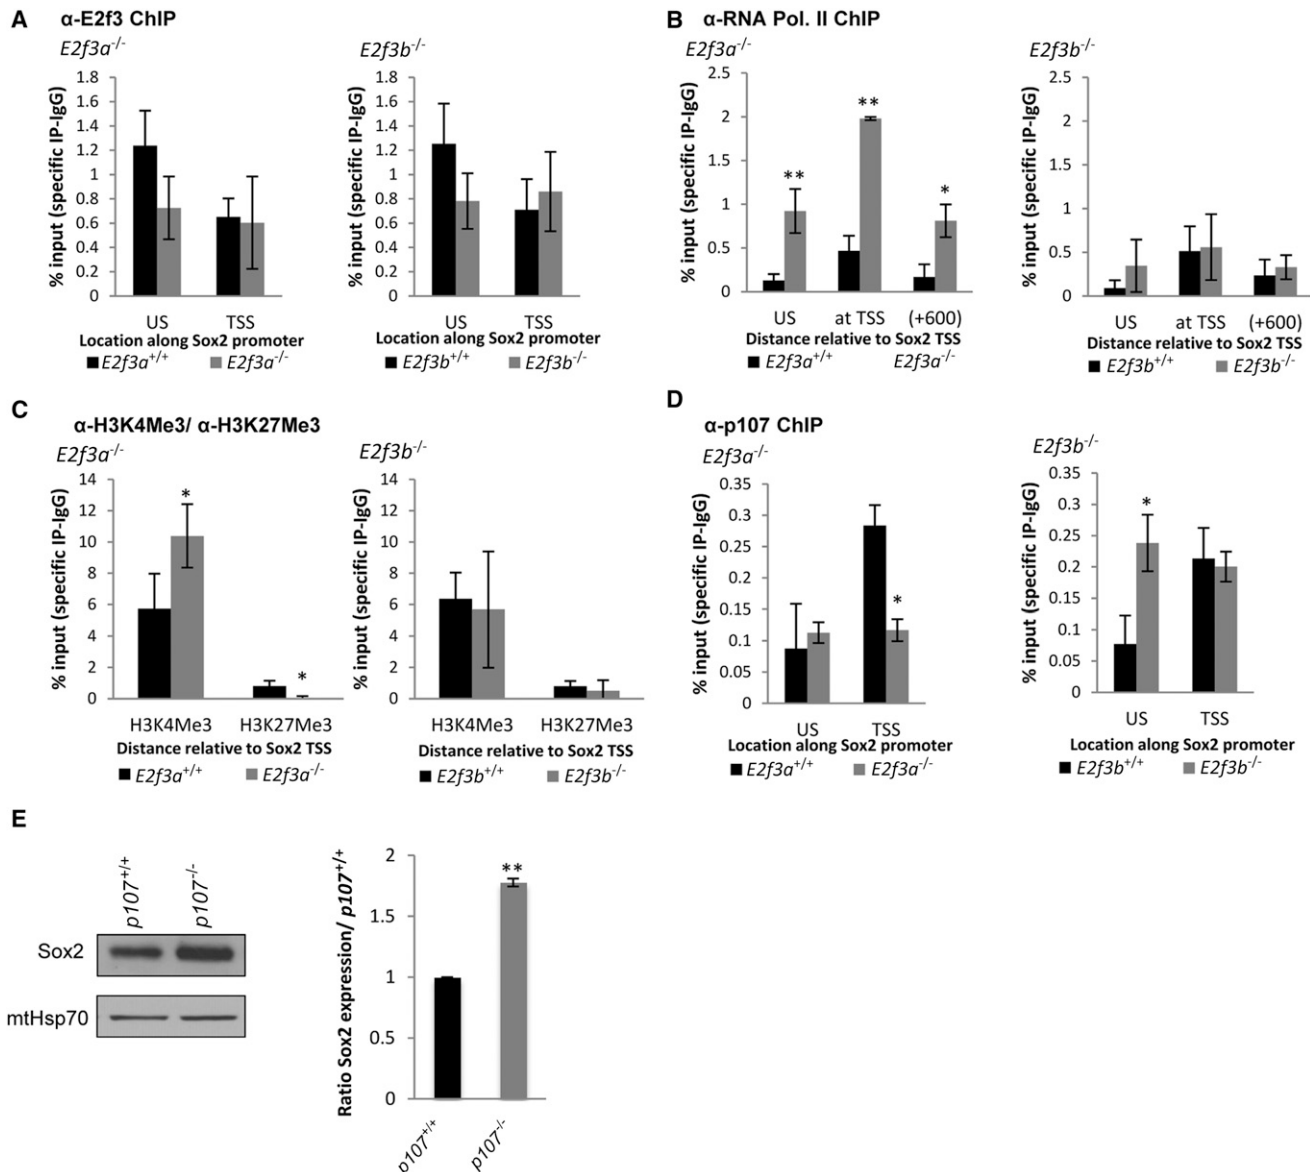 A
α-E2f3 ChIP
E2f3a-/-
% input (specific IP-IgG)
1.8
1.6
1.4
1.2
1
0.8
0.6
0.4
0.2
0
US TSS
Location along Sox2 promoter
E2f3a+/+ E2f3a-/-
E2f3b-/-
% input (specific IP-IgG)
1.8
1.6
1.4
1.2
1
0.8
0.6
0.4
0.2
0
US TSS
Location along Sox2 promoter
E2f3b+/+ E2f3b-/-
B
α-RNA Pol. II ChIP
E2f3a-/-
% input (specific IP-IgG)
2.5
2
1.5
1
0.5
0
**
**
*
US at TSS (+600)
Distance relative to Sox2 TSS
E2f3a+/+ E2f3a-/-
E2f3b-/-
% input (specific IP-IgG)
2.5
2
1.5
1
0.5
0
US at TSS (+600)
Distance relative to Sox2 TSS
E2f3b+/+ E2f3b-/-
C
α-H3K4Me3/ α-H3K27Me3
E2f3a-/-
% input (specific IP-IgG)
14
12
10
8
6
4
2
0
*
*
H3K4Me3 H3K27Me3
Distance relative to Sox2 TSS
E2f3a+/+ E2f3a-/-
E2f3b-/-
% input (specific IP-IgG)
14
12
10
8
6
4
2
0
H3K4Me3 H3K27Me3
Distance relative to Sox2 TSS
E2f3b+/+ E2f3b-/-
D
α-p107 ChIP
E2f3a-/-
% input (specific IP-IgG)
0.35
0.3
0.25
0.2
0.15
0.1
0.05
0
*
US TSS
Location along Sox2 promoter
E2f3a+/+ E2f3a-/-
E2f3b-/-
% input (specific IP-IgG)
0.35
0.3
0.25
0.2
0.15
0.1
0.05
0
*
US TSS
Location along Sox2 promoter
E2f3b+/+ E2f3b-/-
E
p107+/+ p107-/-
Sox2
mtHsp70
Ratio Sox2 expression/ p107+/+
2
1.5
1
0.5
0
**
p107+/+ p107-/-